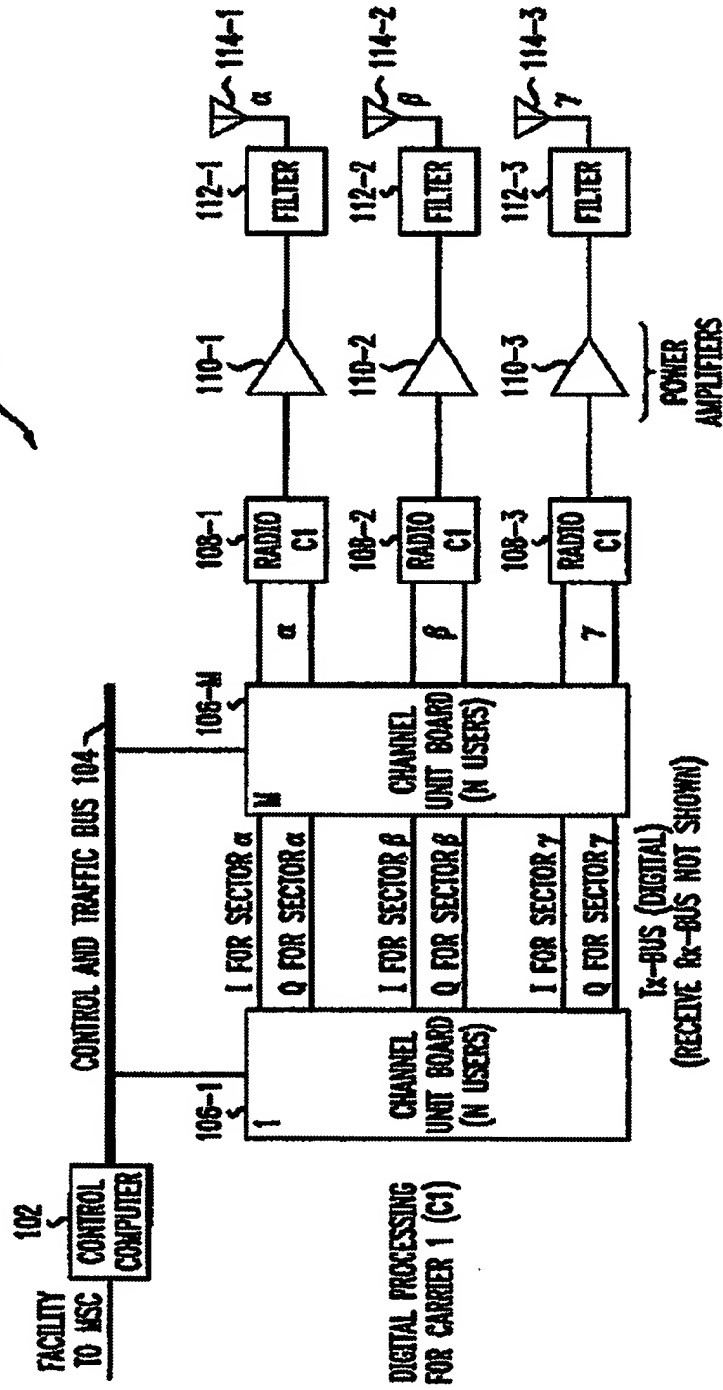 FACILITY
TO MSC
102
CONTROL
COMPUTER
CONTROL AND TRAFFIC BUS 104
106-1
1
CHANNEL
UNIT BOARD
(N USERS)
I FOR SECTOR α
Q FOR SECTOR α
I FOR SECTOR β
Q FOR SECTOR β
I FOR SECTOR γ
Q FOR SECTOR γ
106-M
M
CHANNEL
UNIT BOARD
(N USERS)
α
β
γ
108-1
RADIO
C1
108-2
RADIO
C1
108-3
RADIO
C1
110-1
110-2
110-3
POWER
AMPLIFIERS
112-1
FILTER
112-2
FILTER
112-3
FILTER
114-1
α
114-2
β
114-3
γ
DIGITAL PROCESSING
FOR CARRIER 1 (C1)
Tx-BUS (DIGITAL)
(RECEIVE Rx-BUS NOT SHOWN)